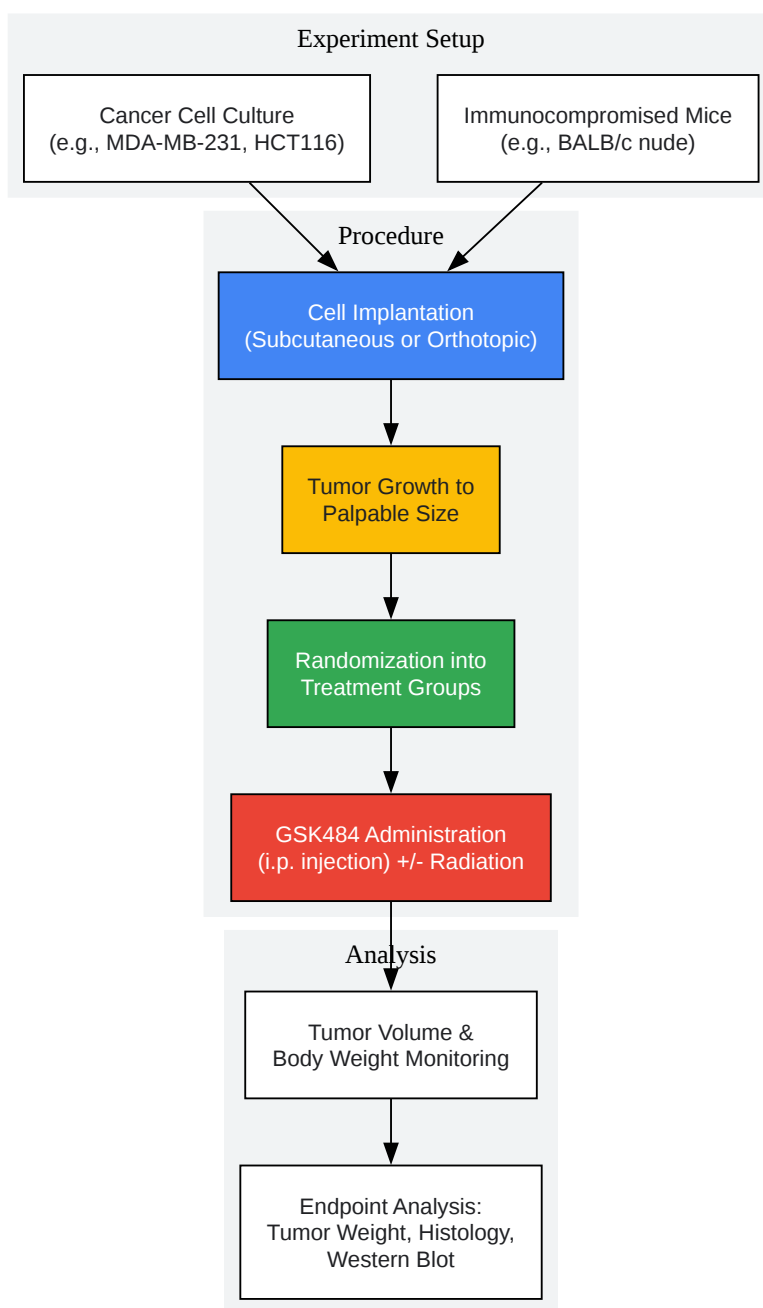 Experiment Setup
Cancer Cell Culture
(e.g., MDA-MB-231, HCT116)
Immunocompromised Mice
(e.g., BALB/c nude)
Procedure
Cell Implantation
(Subcutaneous or Orthotopic)
Tumor Growth to
Palpable Size
Randomization into
Treatment Groups
GSK484 Administration
(i.p. injection) +/- Radiation
Analysis
Tumor Volume &
Body Weight Monitoring
Endpoint Analysis:
Tumor Weight, Histology,
Western Blot